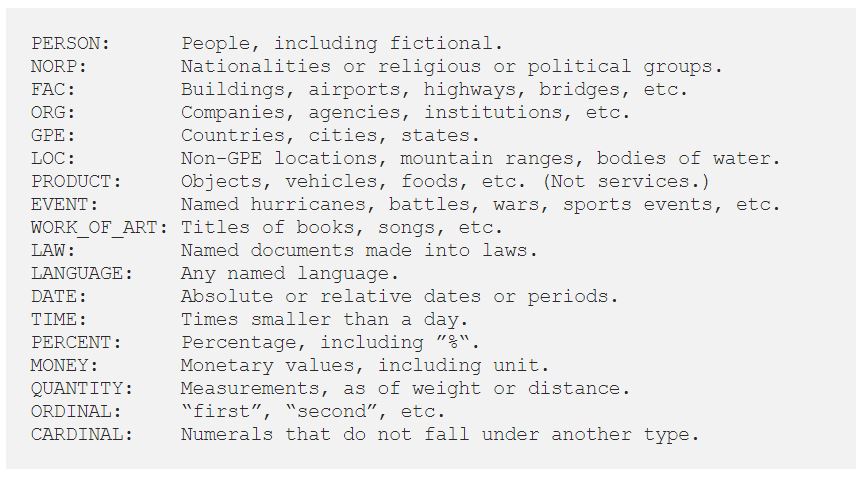 PERSON: People, including fictional.
NORP: Nationalities or religious or political groups.
FAC: Buildings, airports, highways, bridges, etc.
ORG: Companies, agencies, institutions, etc.
GPE: Countries, cities, states.
LOC: Non-GPE locations, mountain ranges, bodies of water.
PRODUCT: Objects, vehicles, foods, etc. (Not services.)
EVENT: Named hurricanes, battles, wars, sports events, etc.
WORK_OF_ART: Titles of books, songs, etc.
LAW: Named documents made into laws.
LANGUAGE: Any named language.
DATE: Absolute or relative dates or periods.
TIME: Times smaller than a day.
PERCENT: Percentage, including ”%“.
MONEY: Monetary values, including unit.
QUANTITY: Measurements, as of weight or distance.
ORDINAL: “first”, “second”, etc.
CARDINAL: Numerals that do not fall under another type.